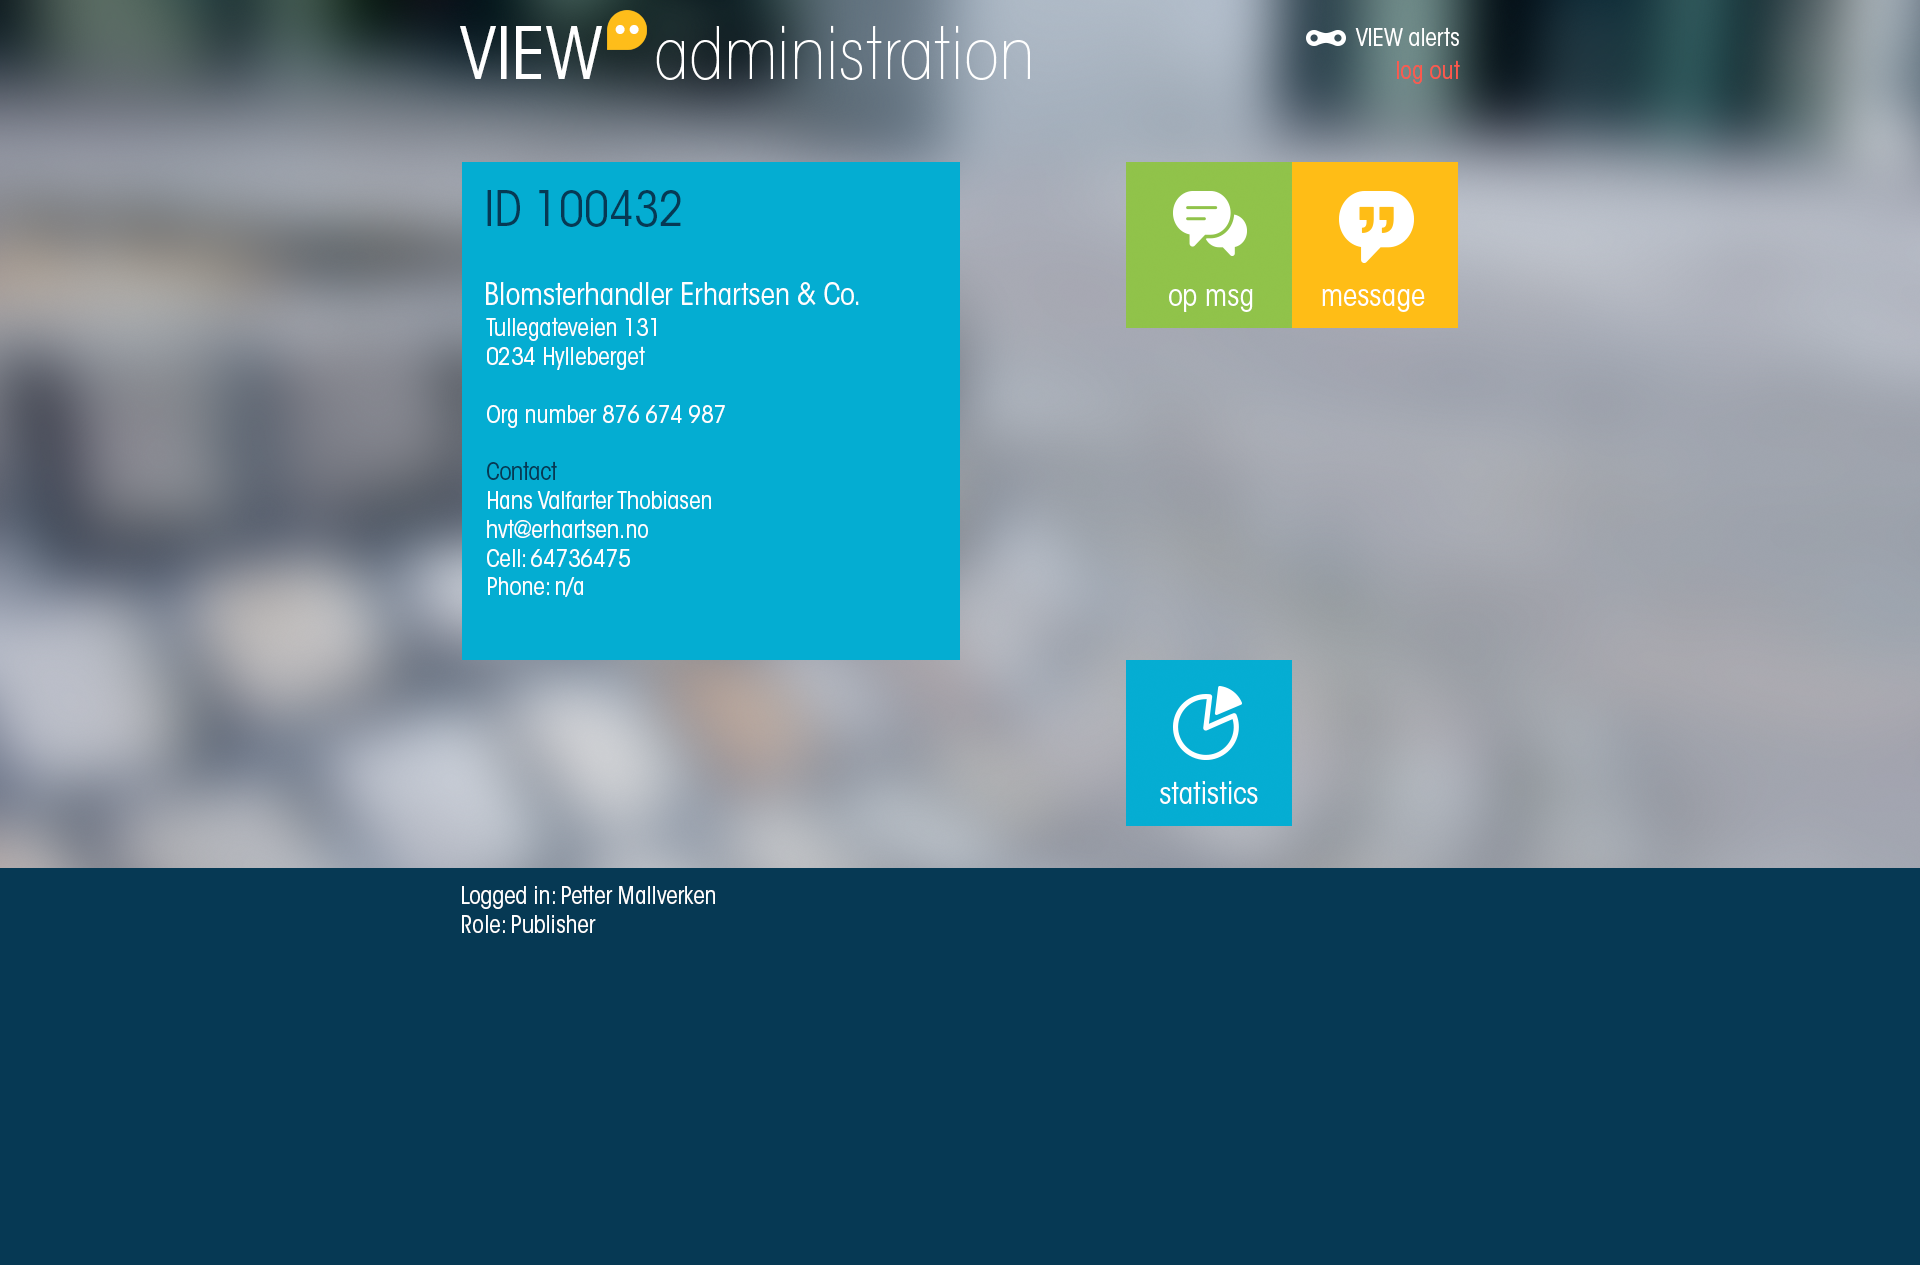 VIEW administration
VIEW alerts
log out
ID 100432
Blomsterhandler Erhartsen & Co.
Tullegateveien 131
0234 Hylleberget
Org number 876 674 987
Contact
Hans Valfarter Thobiasen
hvt@erhartsen.no
Cell: 64736475
Phone: n/a
op msg
message
statistics
Logged in: Petter Mallverken
Role: Publisher